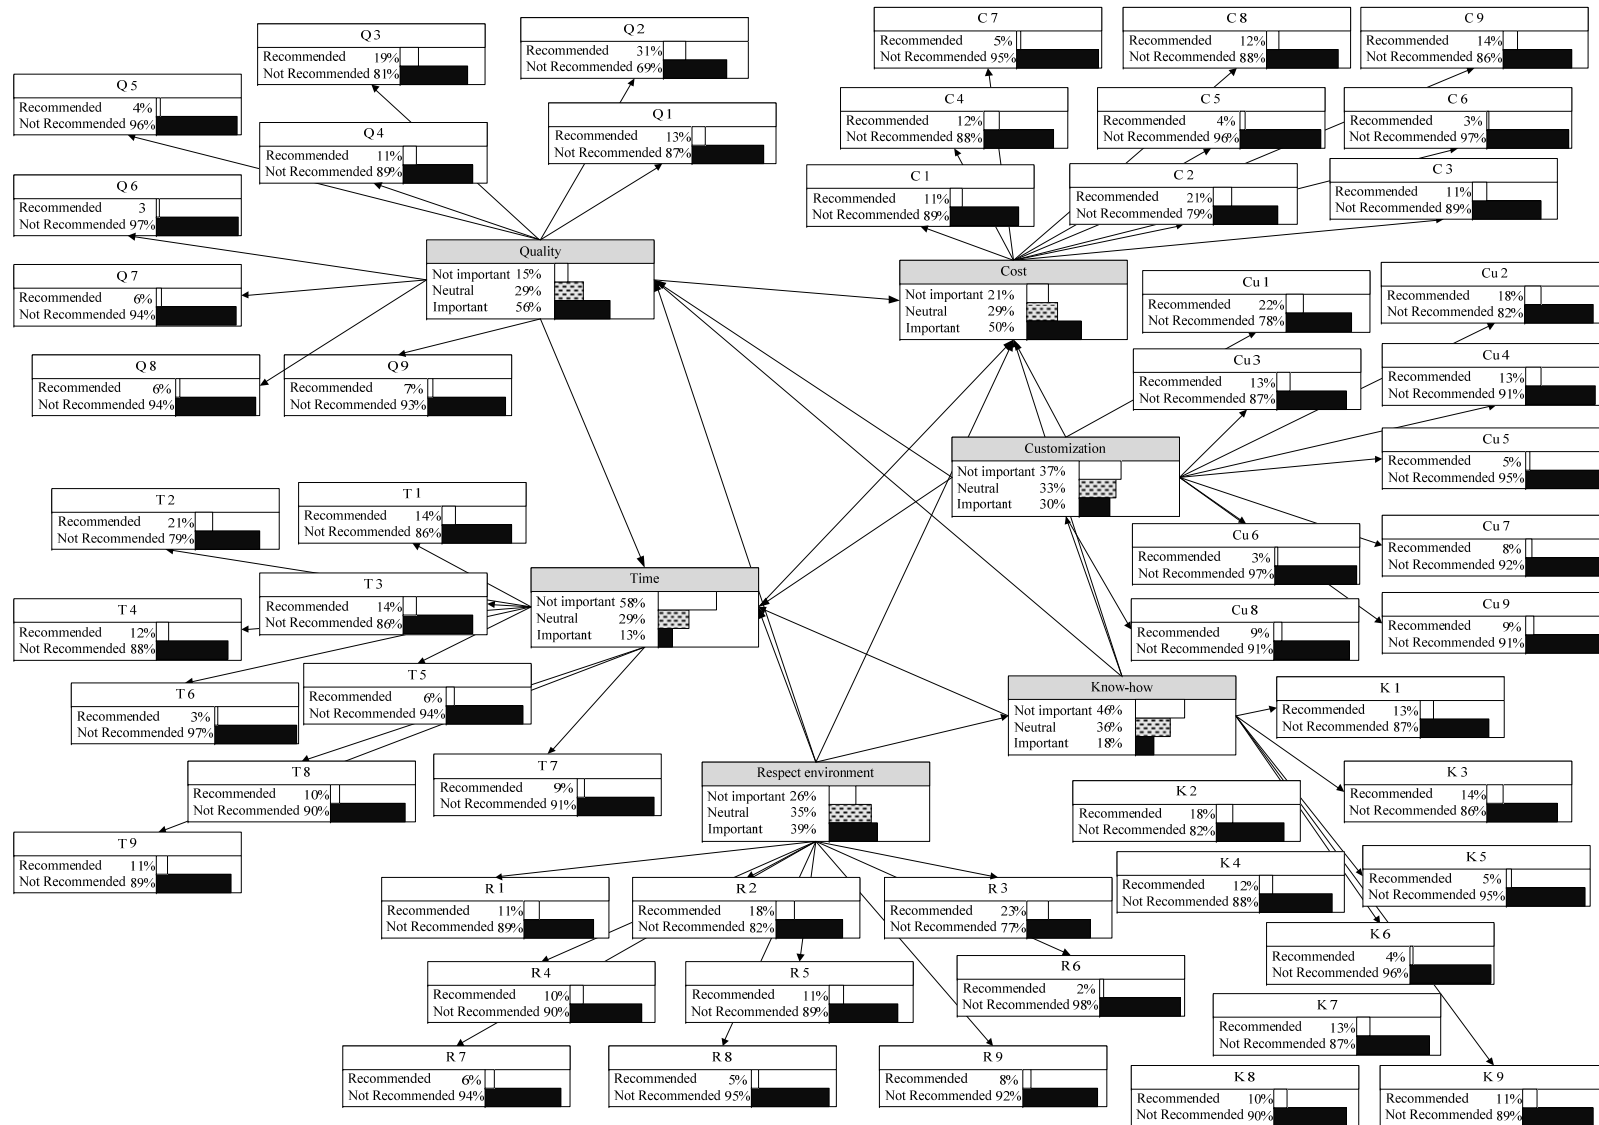 Q 3
Recommended 19%
Not Recommended 81%
Q 2
Recommended 31%
Not Recommended 69%
Q 5
Recommended 4%
Not Recommended 96%
Q 4
Recommended 11%
Not Recommended 89%
Q 1
Recommended 13%
Not Recommended 87%
Q 6
Recommended 3
Not Recommended 97%
Q 7
Recommended 6%
Not Recommended 94%
Q 8
Recommended 6%
Not Recommended 94%
Q 9
Recommended 7%
Not Recommended 93%
Quality
Not important 15%
Neutral 29%
Important 56%
C 7
Recommended 5%
Not Recommended 95%
C 8
Recommended 12%
Not Recommended 88%
C 9
Recommended 14%
Not Recommended 86%
C 4
Recommended 12%
Not Recommended 88%
C 5
Recommended 4%
Not Recommended 96%
C 6
Recommended 3%
Not Recommended 97%
C 1
Recommended 11%
Not Recommended 89%
C 2
Recommended 21%
Not Recommended 79%
C 3
Recommended 11%
Not Recommended 89%
Cost
Not important 21%
Neutral 29%
Important 50%
Cu 1
Recommended 22%
Not Recommended 78%
Cu 2
Recommended 18%
Not Recommended 82%
Cu 3
Recommended 13%
Not Recommended 87%
Cu 4
Recommended 13%
Not Recommended 91%
Customization
Not important 37%
Neutral 33%
Important 30%
Cu 5
Recommended 5%
Not Recommended 95%
Cu 6
Recommended 3%
Not Recommended 97%
Cu 7
Recommended 8%
Not Recommended 92%
Cu 8
Recommended 9%
Not Recommended 91%
Cu 9
Recommended 9%
Not Recommended 91%
T 2
Recommended 21%
Not Recommended 79%
T 1
Recommended 14%
Not Recommended 86%
T 3
Recommended 14%
Not Recommended 86%
Time
Not important 58%
Neutral 29%
Important 13%
T 4
Recommended 12%
Not Recommended 88%
T 5
Recommended 6%
Not Recommended 94%
T 6
Recommended 3%
Not Recommended 97%
T 8
Recommended 10%
Not Recommended 90%
T 7
Recommended 9%
Not Recommended 91%
T 9
Recommended 11%
Not Recommended 89%
Know-how
Not important 46%
Neutral 36%
Important 18%
K 1
Recommended 13%
Not Recommended 87%
K 2
Recommended 18%
Not Recommended 82%
K 3
Recommended 14%
Not Recommended 86%
K 4
Recommended 12%
Not Recommended 88%
K 5
Recommended 5%
Not Recommended 95%
K 6
Recommended 4%
Not Recommended 96%
K 7
Recommended 13%
Not Recommended 87%
K 8
Recommended 10%
Not Recommended 90%
K 9
Recommended 11%
Not Recommended 89%
Respect environment
Not important 26%
Neutral 35%
Important 39%
R 1
Recommended 11%
Not Recommended 89%
R 2
Recommended 18%
Not Recommended 82%
R 3
Recommended 23%
Not Recommended 77%
R 4
Recommended 10%
Not Recommended 90%
R 5
Recommended 11%
Not Recommended 89%
R 6
Recommended 2%
Not Recommended 98%
R 7
Recommended 6%
Not Recommended 94%
R 8
Recommended 5%
Not Recommended 95%
R 9
Recommended 8%
Not Recommended 92%